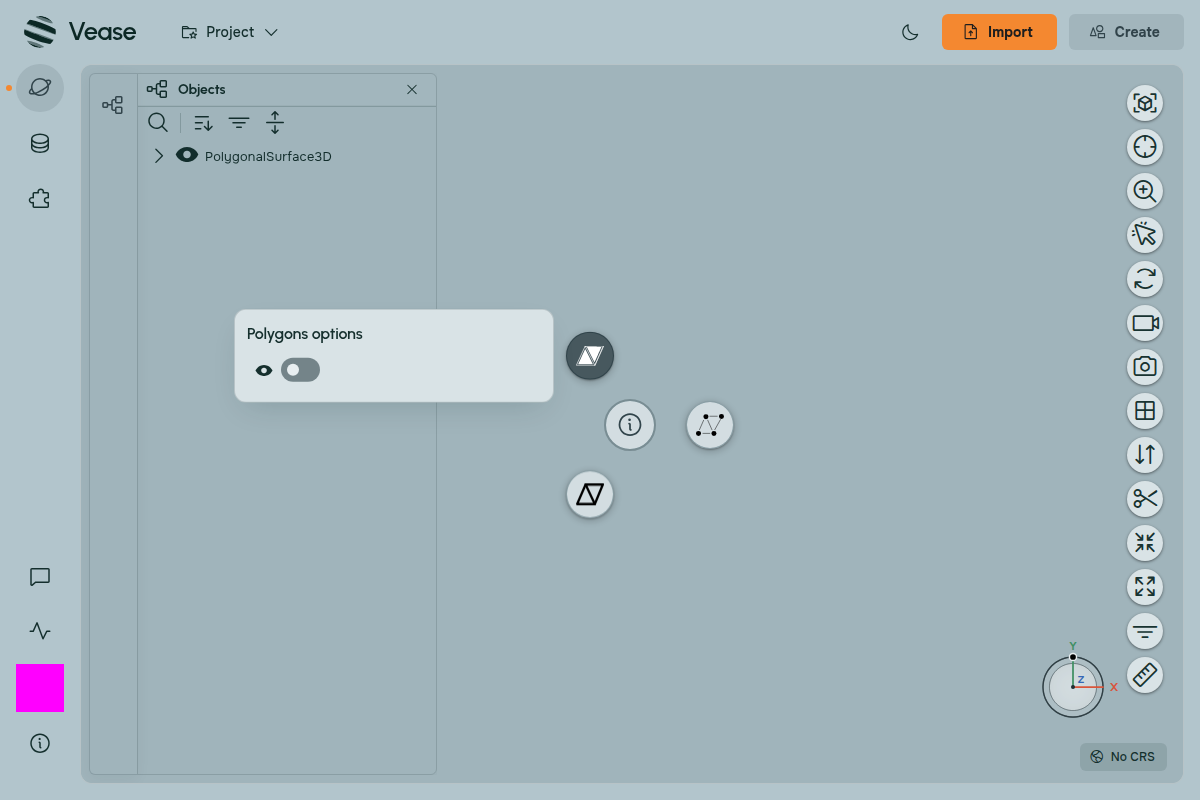 Vease
Project
Import
Create
Objects
PolygonalSurface3D
Polygons options
Y
Z
X
No CRS